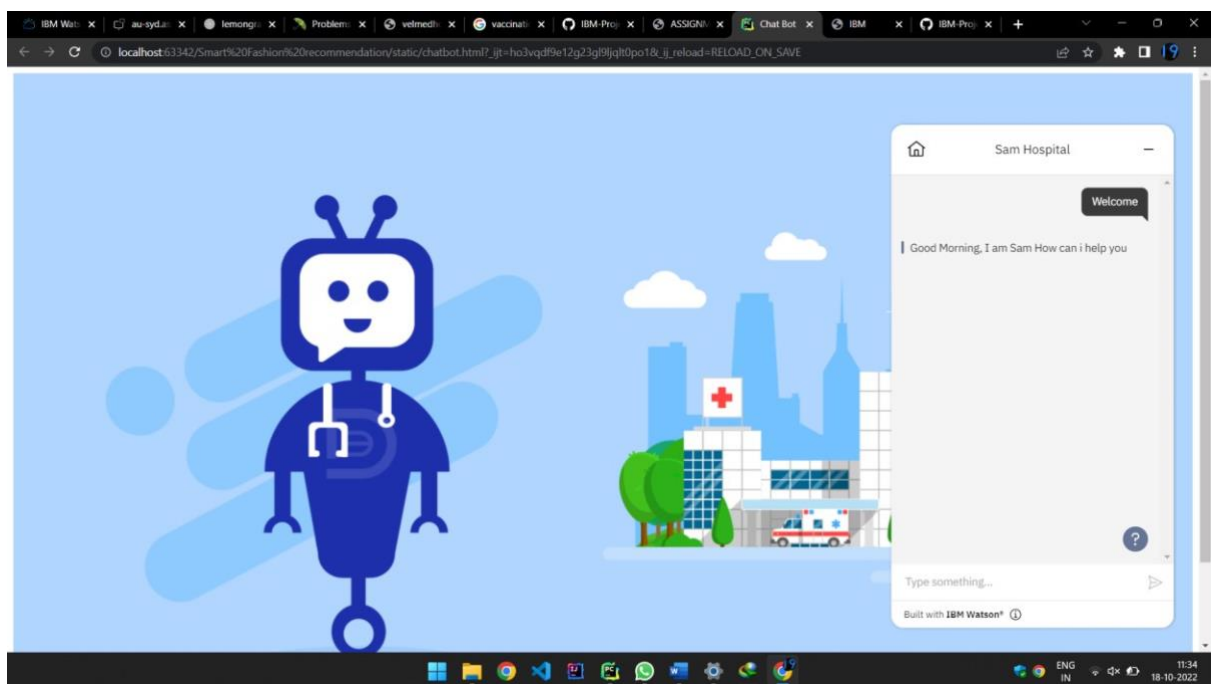 IBM Wat
au-syd.a
lemongr
Problem
velmedh
vaccinati
IBM-Proj
ASSIGN
Chat Bot
IBM
IBM-Proj
localhost:63342/Smart%20Fashion%20recommendation/static/chatbot.html?_ijt=ho3vqdf9e12g23gl9ljqlt0po1&_ij_reload=RELOAD_ON_SAVE
19
Sam Hospital
Welcome
Good Morning, I am Sam How can i help you
?
Type something...
Built with IBM Watson®
ENG
IN
11:34
18-10-2022